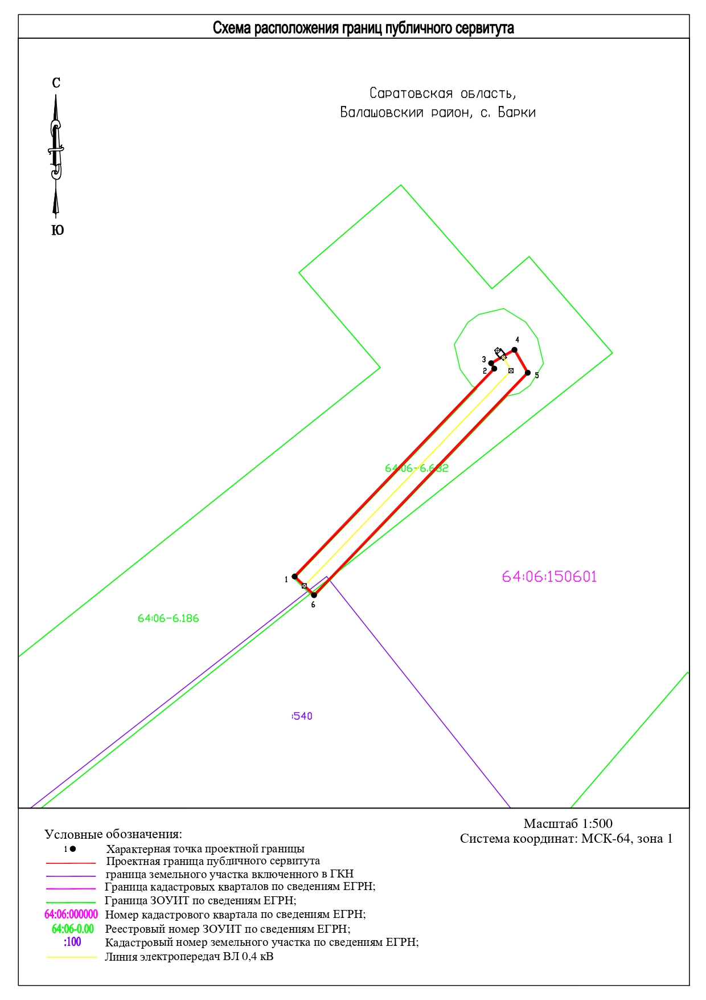 Схема расположения границ публичного сервитута
С
Ю
Саратовская область,
Балашовский район, с. Барки
4
3
2
5
64:06-6.632
1
6
64:06:150601
64:06-6.186
:540
Масштаб 1:500
Система координат: МСК-64, зона 1
Условные обозначения:
1 Характерная точка проектной границы
Проектная граница публичного сервитута
граница земельного участка включенного в ГКН
Граница кадастровых кварталов по сведениям ЕГРН;
Граница ЗОУИТ по сведениям ЕГРН;
64:06:000000 Номер кадастрового квартала по сведениям ЕГРН;
64:06-0.00 Реестровый номер ЗОУИТ по сведениям ЕГРН;
:100 Кадастровый номер земельного участка по сведениям ЕГРН;
Линия электропередач ВЛ 0,4 кВ